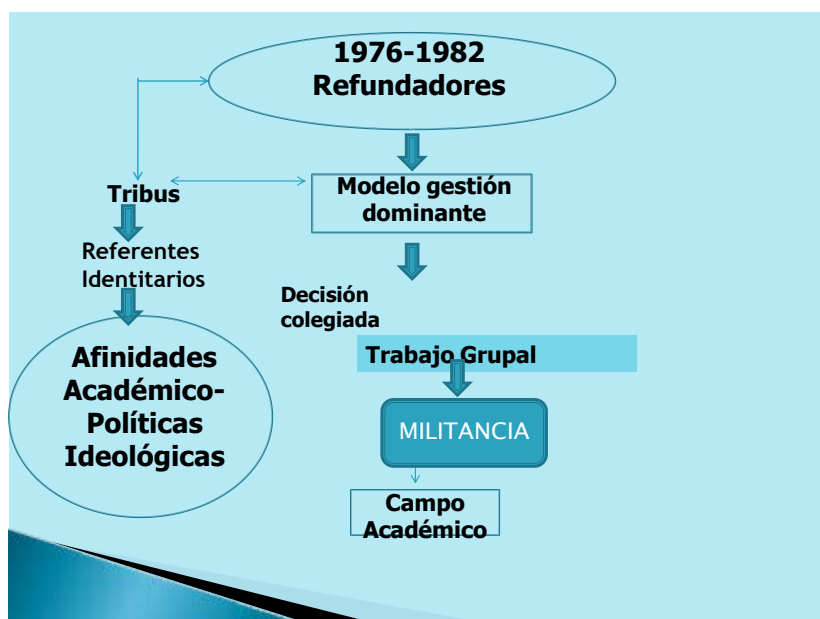 1976-1982
Refundadores
Modelo gestión
dominante
Tribus
Referentes
Identitarios
Decisión
colegiada
Trabajo Grupal
Afinidades
Académico-
Políticas
Ideológicas
MILITANCIA
Campo
Académico